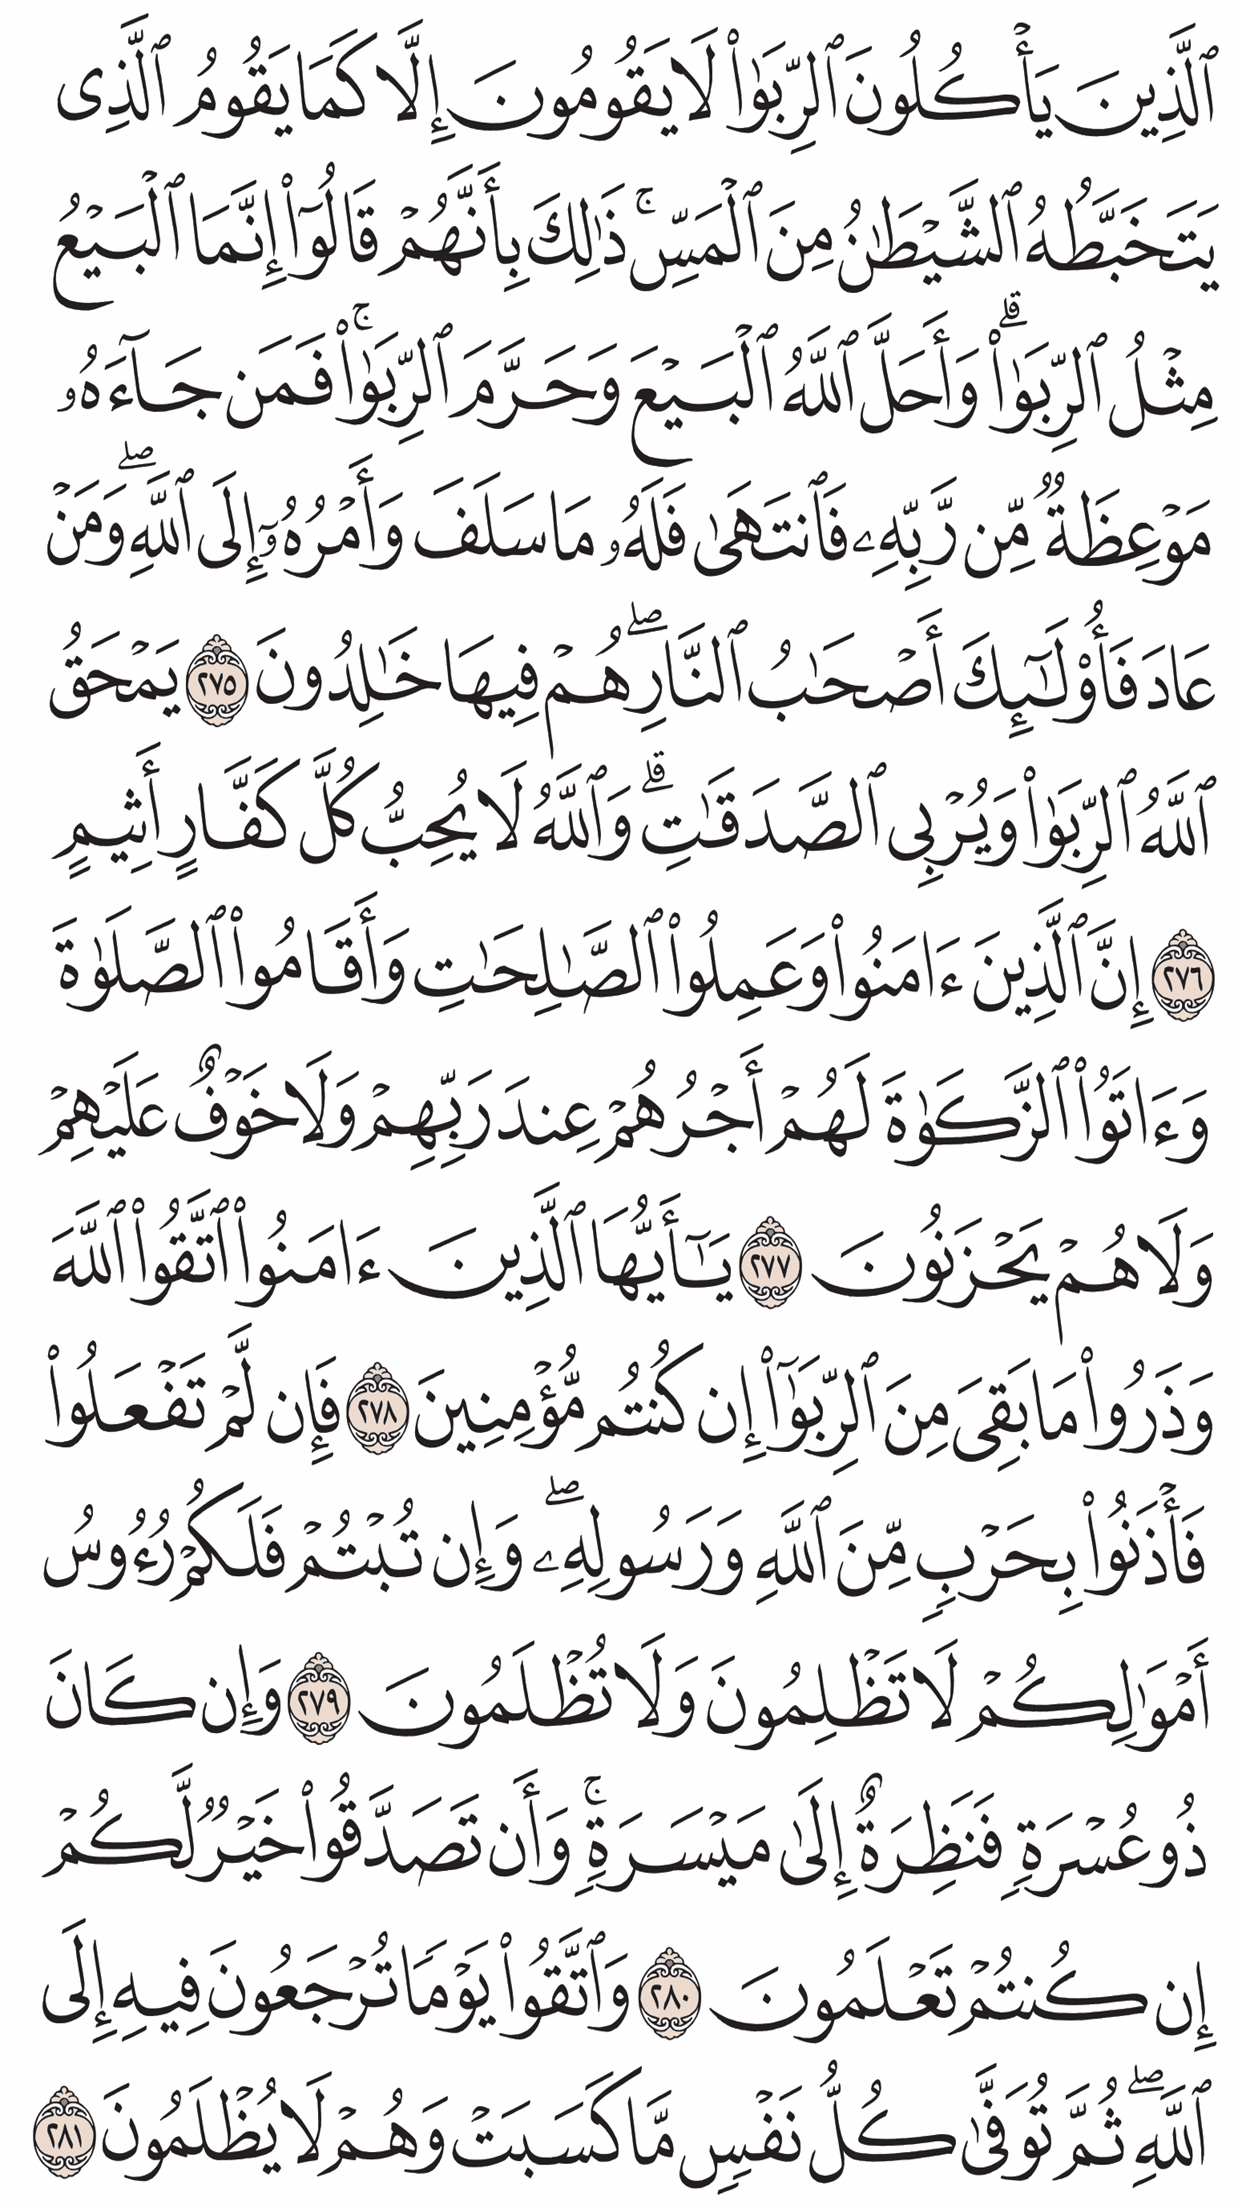 ٱلَّذِينَ يَأْكُلُونَ ٱلرِّبَوٰا۟ لَا يَقُومُونَ إِلَّا كَمَا يَقُومُ ٱلَّذِى
يَتَخَبَّطُهُ ٱلشَّيْطَٰنُ مِنَ ٱلْمَسِّ ۚ ذَٰلِكَ بِأَنَّهُمْ قَالُوٓا۟ إِنَّمَا ٱلْبَيْعُ
مِثْلُ ٱلرِّبَوٰا۟ ۗ وَأَحَلَّ ٱللَّهُ ٱلْبَيْعَ وَحَرَّمَ ٱلرِّبَوٰا۟ ۚ فَمَن جَآءَهُۥ
مَوْعِظَةٌ مِّن رَّبِّهِۦ فَٱنتَهَىٰ فَلَهُۥ مَا سَلَفَ وَأَمْرُهُۥٓ إِلَى ٱللَّهِ ۖ وَمَنْ
عَادَ فَأُو۟لَٰٓئِكَ أَصْحَٰبُ ٱلنَّارِ ۖ هُمْ فِيهَا خَٰلِدُونَ ٢٧٥ يَمْحَقُ
ٱللَّهُ ٱلرِّبَوٰا۟ وَيُرْبِى ٱلصَّدَقَٰتِ ۗ وَٱللَّهُ لَا يُحِبُّ كُلَّ كَفَّارٍ أَثِيمٍ
٢٧٦ إِنَّ ٱلَّذِينَ ءَامَنُوا۟ وَعَمِلُوا۟ ٱلصَّٰلِحَٰتِ وَأَقَامُوا۟ ٱلصَّلَوٰةَ
وَءَاتَوُا۟ ٱلزَّكَوٰةَ لَهُمْ أَجْرُهُمْ عِندَ رَبِّهِمْ وَلَا خَوْفٌ عَلَيْهِمْ
وَلَا هُمْ يَحْزَنُونَ ٢٧٧ يَٰٓأَيُّهَا ٱلَّذِينَ ءَامَنُوا۟ ٱتَّقُوا۟ ٱللَّهَ
وَذَرُوا۟ مَا بَقِىَ مِنَ ٱلرِّبَوٰٓا۟ إِن كُنتُم مُّؤْمِنِينَ ٢٧٨ فَإِن لَّمْ تَفْعَلُوا۟
فَأْذَنُوا۟ بِحَرْبٍ مِّنَ ٱللَّهِ وَرَسُولِهِۦ ۖ وَإِن تُبْتُمْ فَلَكُمْ رُءُوسُ
أَمْوَٰلِكُمْ لَا تَظْلِمُونَ وَلَا تُظْلَمُونَ ٢٧٩ وَإِن كَانَ
ذُو عُسْرَةٍ فَنَظِرَةٌ إِلَىٰ مَيْسَرَةٍ ۚ وَأَن تَصَدَّقُوا۟ خَيْرٌ لَّكُمْ
إِن كُنتُمْ تَعْلَمُونَ ٢٨٠ وَٱتَّقُوا۟ يَوْمًا تُرْجَعُونَ فِيهِ إِلَى
ٱللَّهِ ۖ ثُمَّ تُوَفَّىٰ كُلُّ نَفْسٍ مَّا كَسَبَتْ وَهُمْ لَا يُظْلَمُونَ ٢٨١